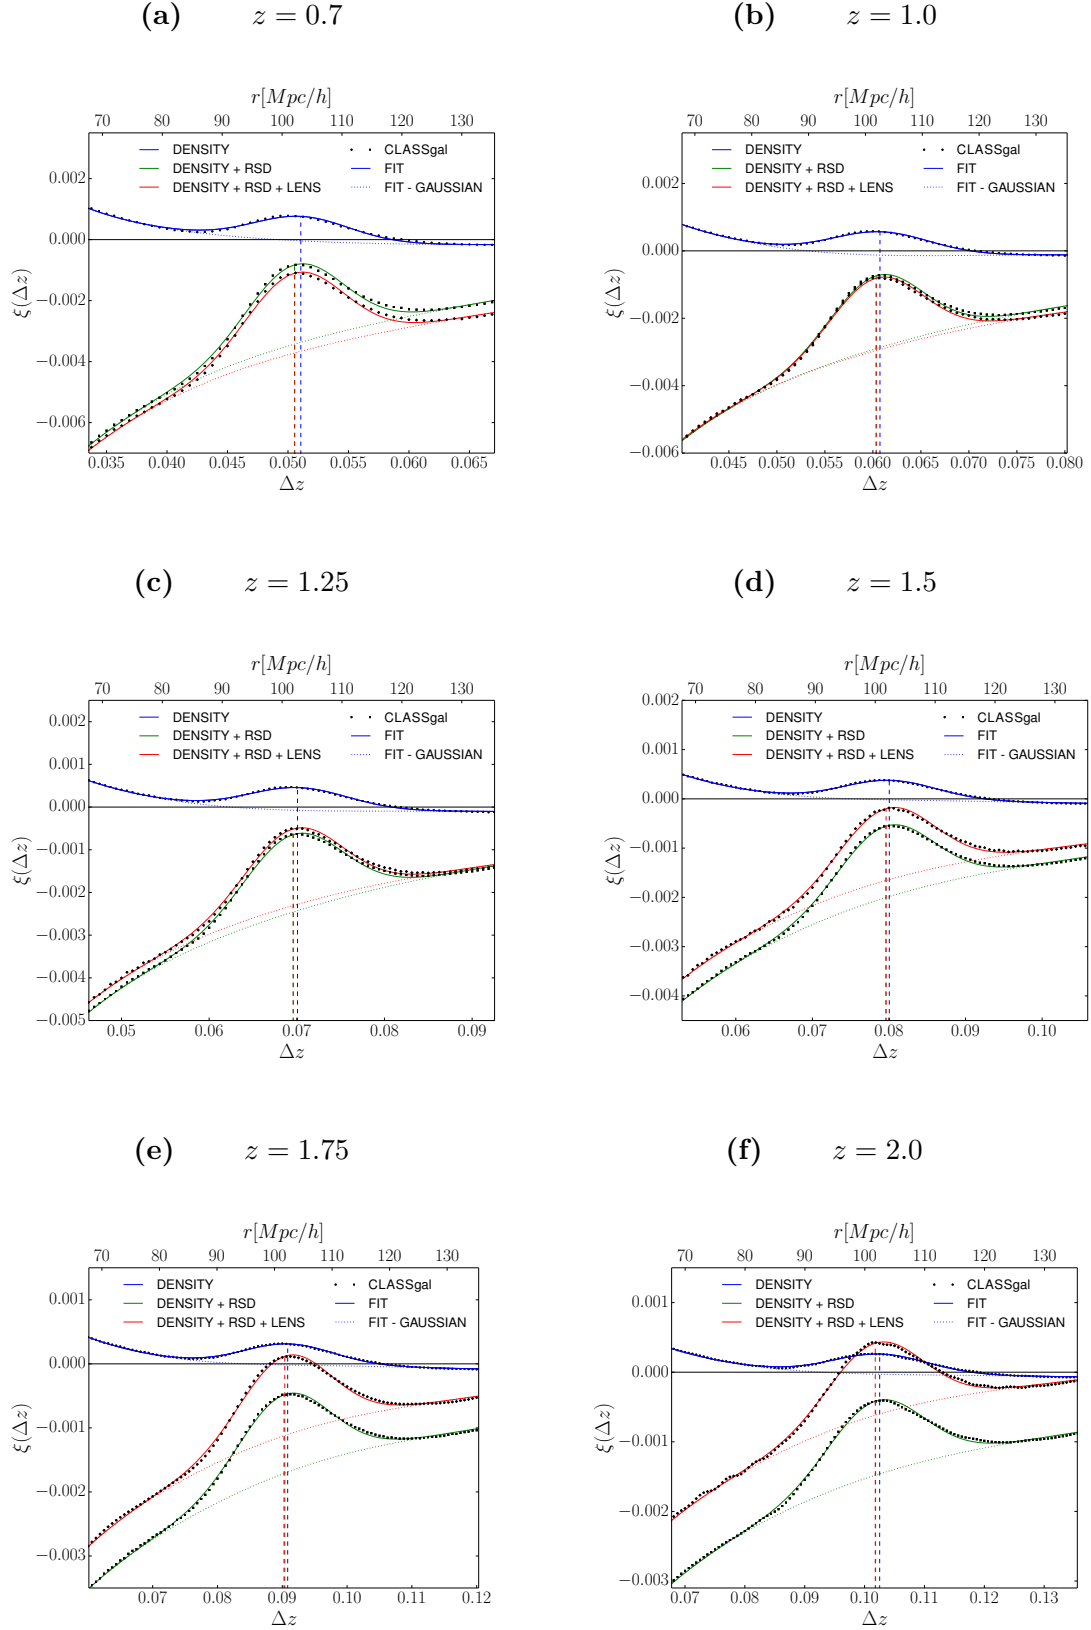 (a) z = 0.7
r[Mpc/h]
70 80 90 100 110 120 130
DENSITY
DENSITY + RSD
DENSITY + RSD + LENS
CLASSgal
FIT
FIT - GAUSSIAN
0.002
0.000
−0.002
−0.004
−0.006
ξ(Δz)
0.035 0.040 0.045 0.050 0.055 0.060 0.065
Δz
(b) z = 1.0
r[Mpc/h]
70 80 90 100 110 120 130
DENSITY
DENSITY + RSD
DENSITY + RSD + LENS
CLASSgal
FIT
FIT - GAUSSIAN
0.002
0.000
−0.002
−0.004
−0.006
ξ(Δz)
0.045 0.050 0.055 0.060 0.065 0.070 0.075 0.080
Δz
(c) z = 1.25
r[Mpc/h]
70 80 90 100 110 120 130
DENSITY
DENSITY + RSD
DENSITY + RSD + LENS
CLASSgal
FIT
FIT - GAUSSIAN
0.002
0.001
0.000
−0.001
−0.002
−0.003
−0.004
−0.005
ξ(Δz)
0.05 0.06 0.07 0.08 0.09
Δz
(d) z = 1.5
r[Mpc/h]
70 80 90 100 110 120 130
DENSITY
DENSITY + RSD
DENSITY + RSD + LENS
CLASSgal
FIT
FIT - GAUSSIAN
0.002
0.001
0.000
−0.001
−0.002
−0.003
−0.004
ξ(Δz)
0.06 0.07 0.08 0.09 0.10
Δz
(e) z = 1.75
r[Mpc/h]
70 80 90 100 110 120 130
DENSITY
DENSITY + RSD
DENSITY + RSD + LENS
CLASSgal
FIT
FIT - GAUSSIAN
0.001
0.000
−0.001
−0.002
−0.003
ξ(Δz)
0.07 0.08 0.09 0.10 0.11 0.12
Δz
(f) z = 2.0
r[Mpc/h]
70 80 90 100 110 120 130
DENSITY
DENSITY + RSD
DENSITY + RSD + LENS
CLASSgal
FIT
FIT - GAUSSIAN
0.001
0.000
−0.001
−0.002
−0.003
ξ(Δz)
0.07 0.08 0.09 0.10 0.11 0.12 0.13
Δz